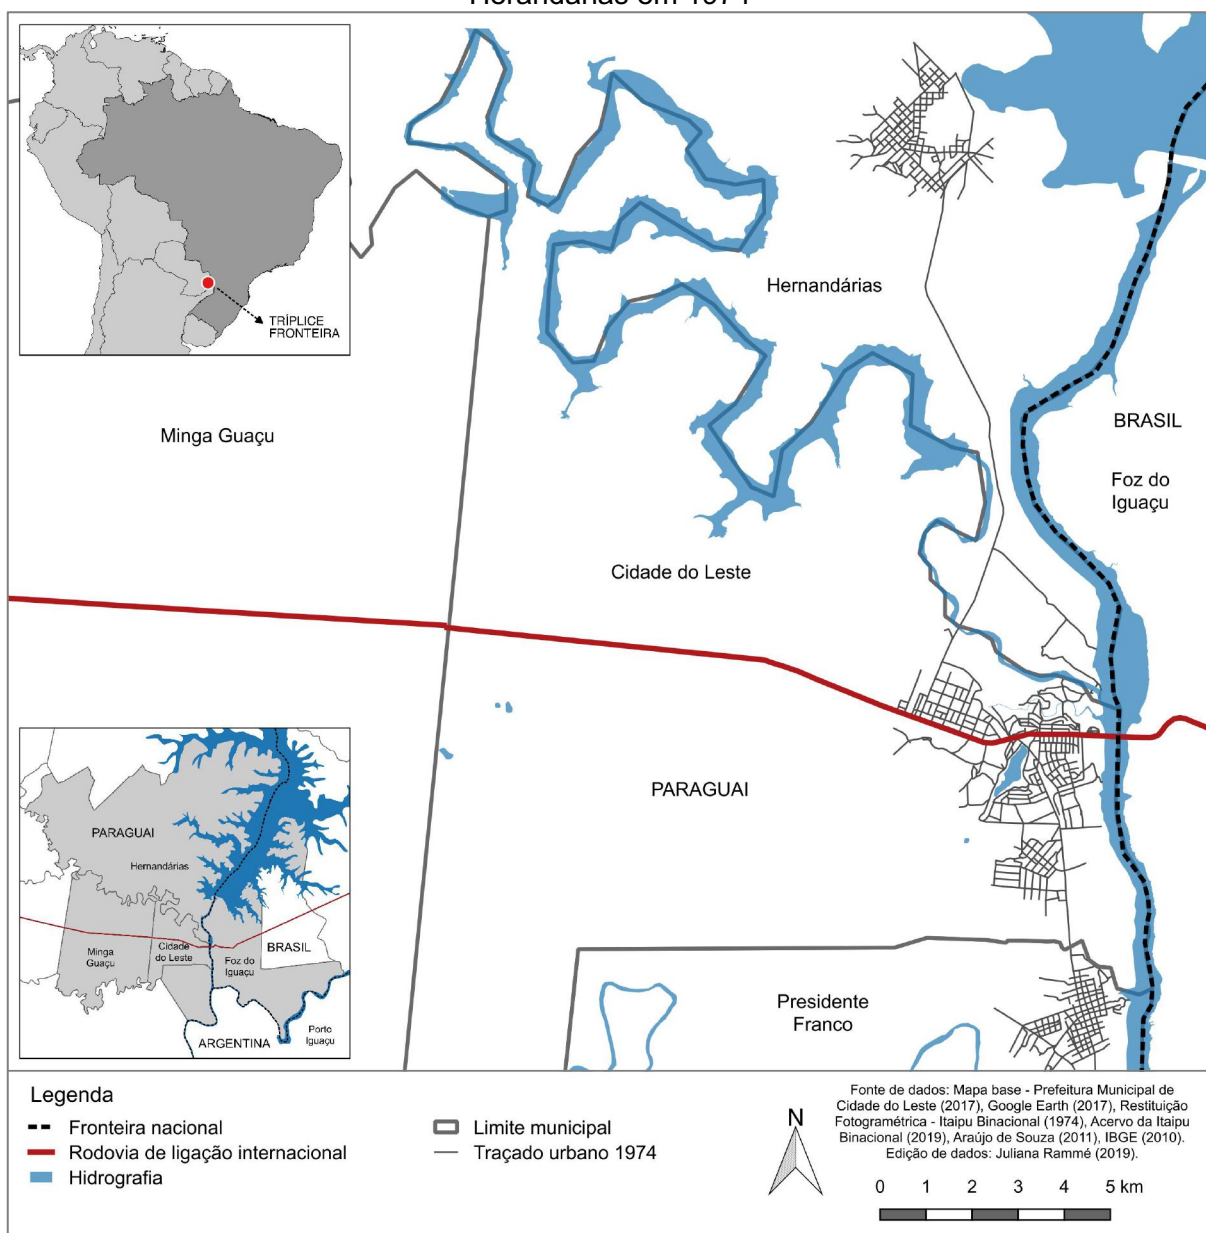 TRÍPLICE
FRONTEIRA
Hernandárias
Minga Guaçu
BRASIL
Foz do
Iguaçu
Cidade do Leste
PARAGUAI
Presidente
Franco
PARAGUAI
Hernandárias
Minga
Guaçu
Cidade
do Leste
Foz do
Iguaçu
BRASIL
ARGENTINA
Porto
Iguaçu
Legenda
Fronteira nacional
Rodovia de ligação internacional
Hidrografia
Limite municipal
Traçado urbano 1974
N
Fonte de dados: Mapa base - Prefeitura Municipal de
Cidade do Leste (2017), Google Earth (2017), Restituição
Fotogramétrica - Itaipu Binacional (1974), Acervo da Itaipu
Binacional (2019), Araújo de Souza (2011), IBGE (2010).
Edição de dados: Juliana Rammé (2019).
0 1 2 3 4 5 km